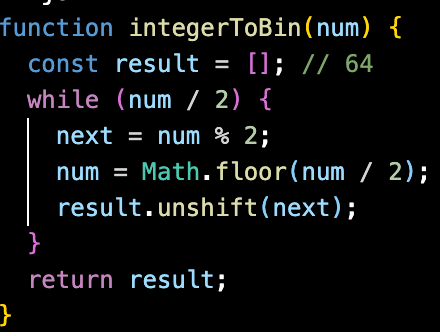 function integerToBin(num) {
  const result = []; // 64
  while (num / 2) {
    next = num % 2;
    num = Math.floor(num / 2);
    result.unshift(next);
  }
  return result;
}